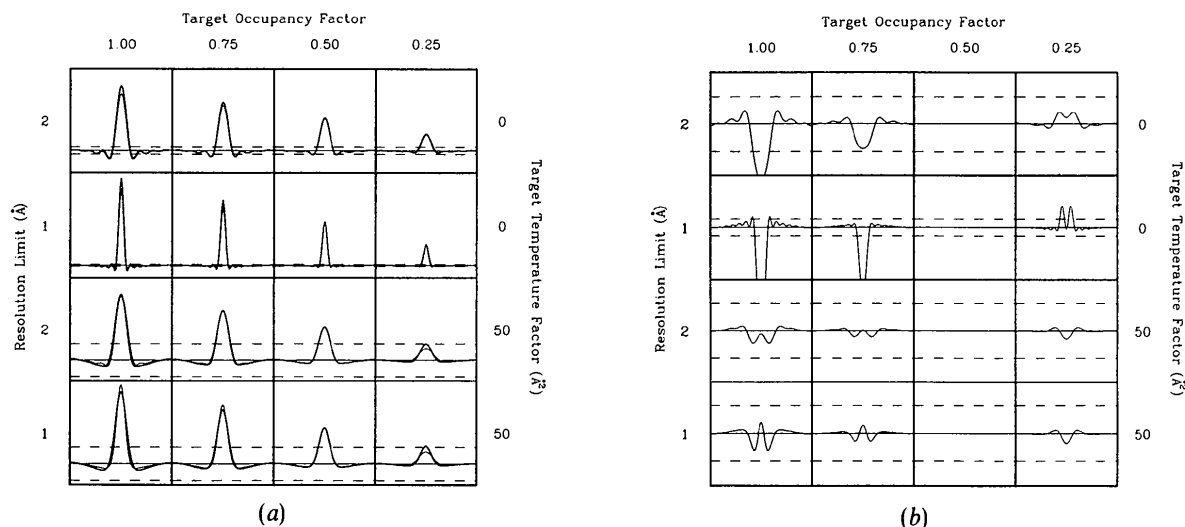 Target Occupancy Factor
1.00 0.75 0.50 0.25
Resolution Limit (Å)
2
1
2
1
0
0
50
50
Target Temperature Factor (Å²)
(a)
Target Occupancy Factor
1.00 0.75 0.50 0.25
Resolution Limit (Å)
2
1
2
1
0
0
50
50
Target Temperature Factor (Å²)
(b)